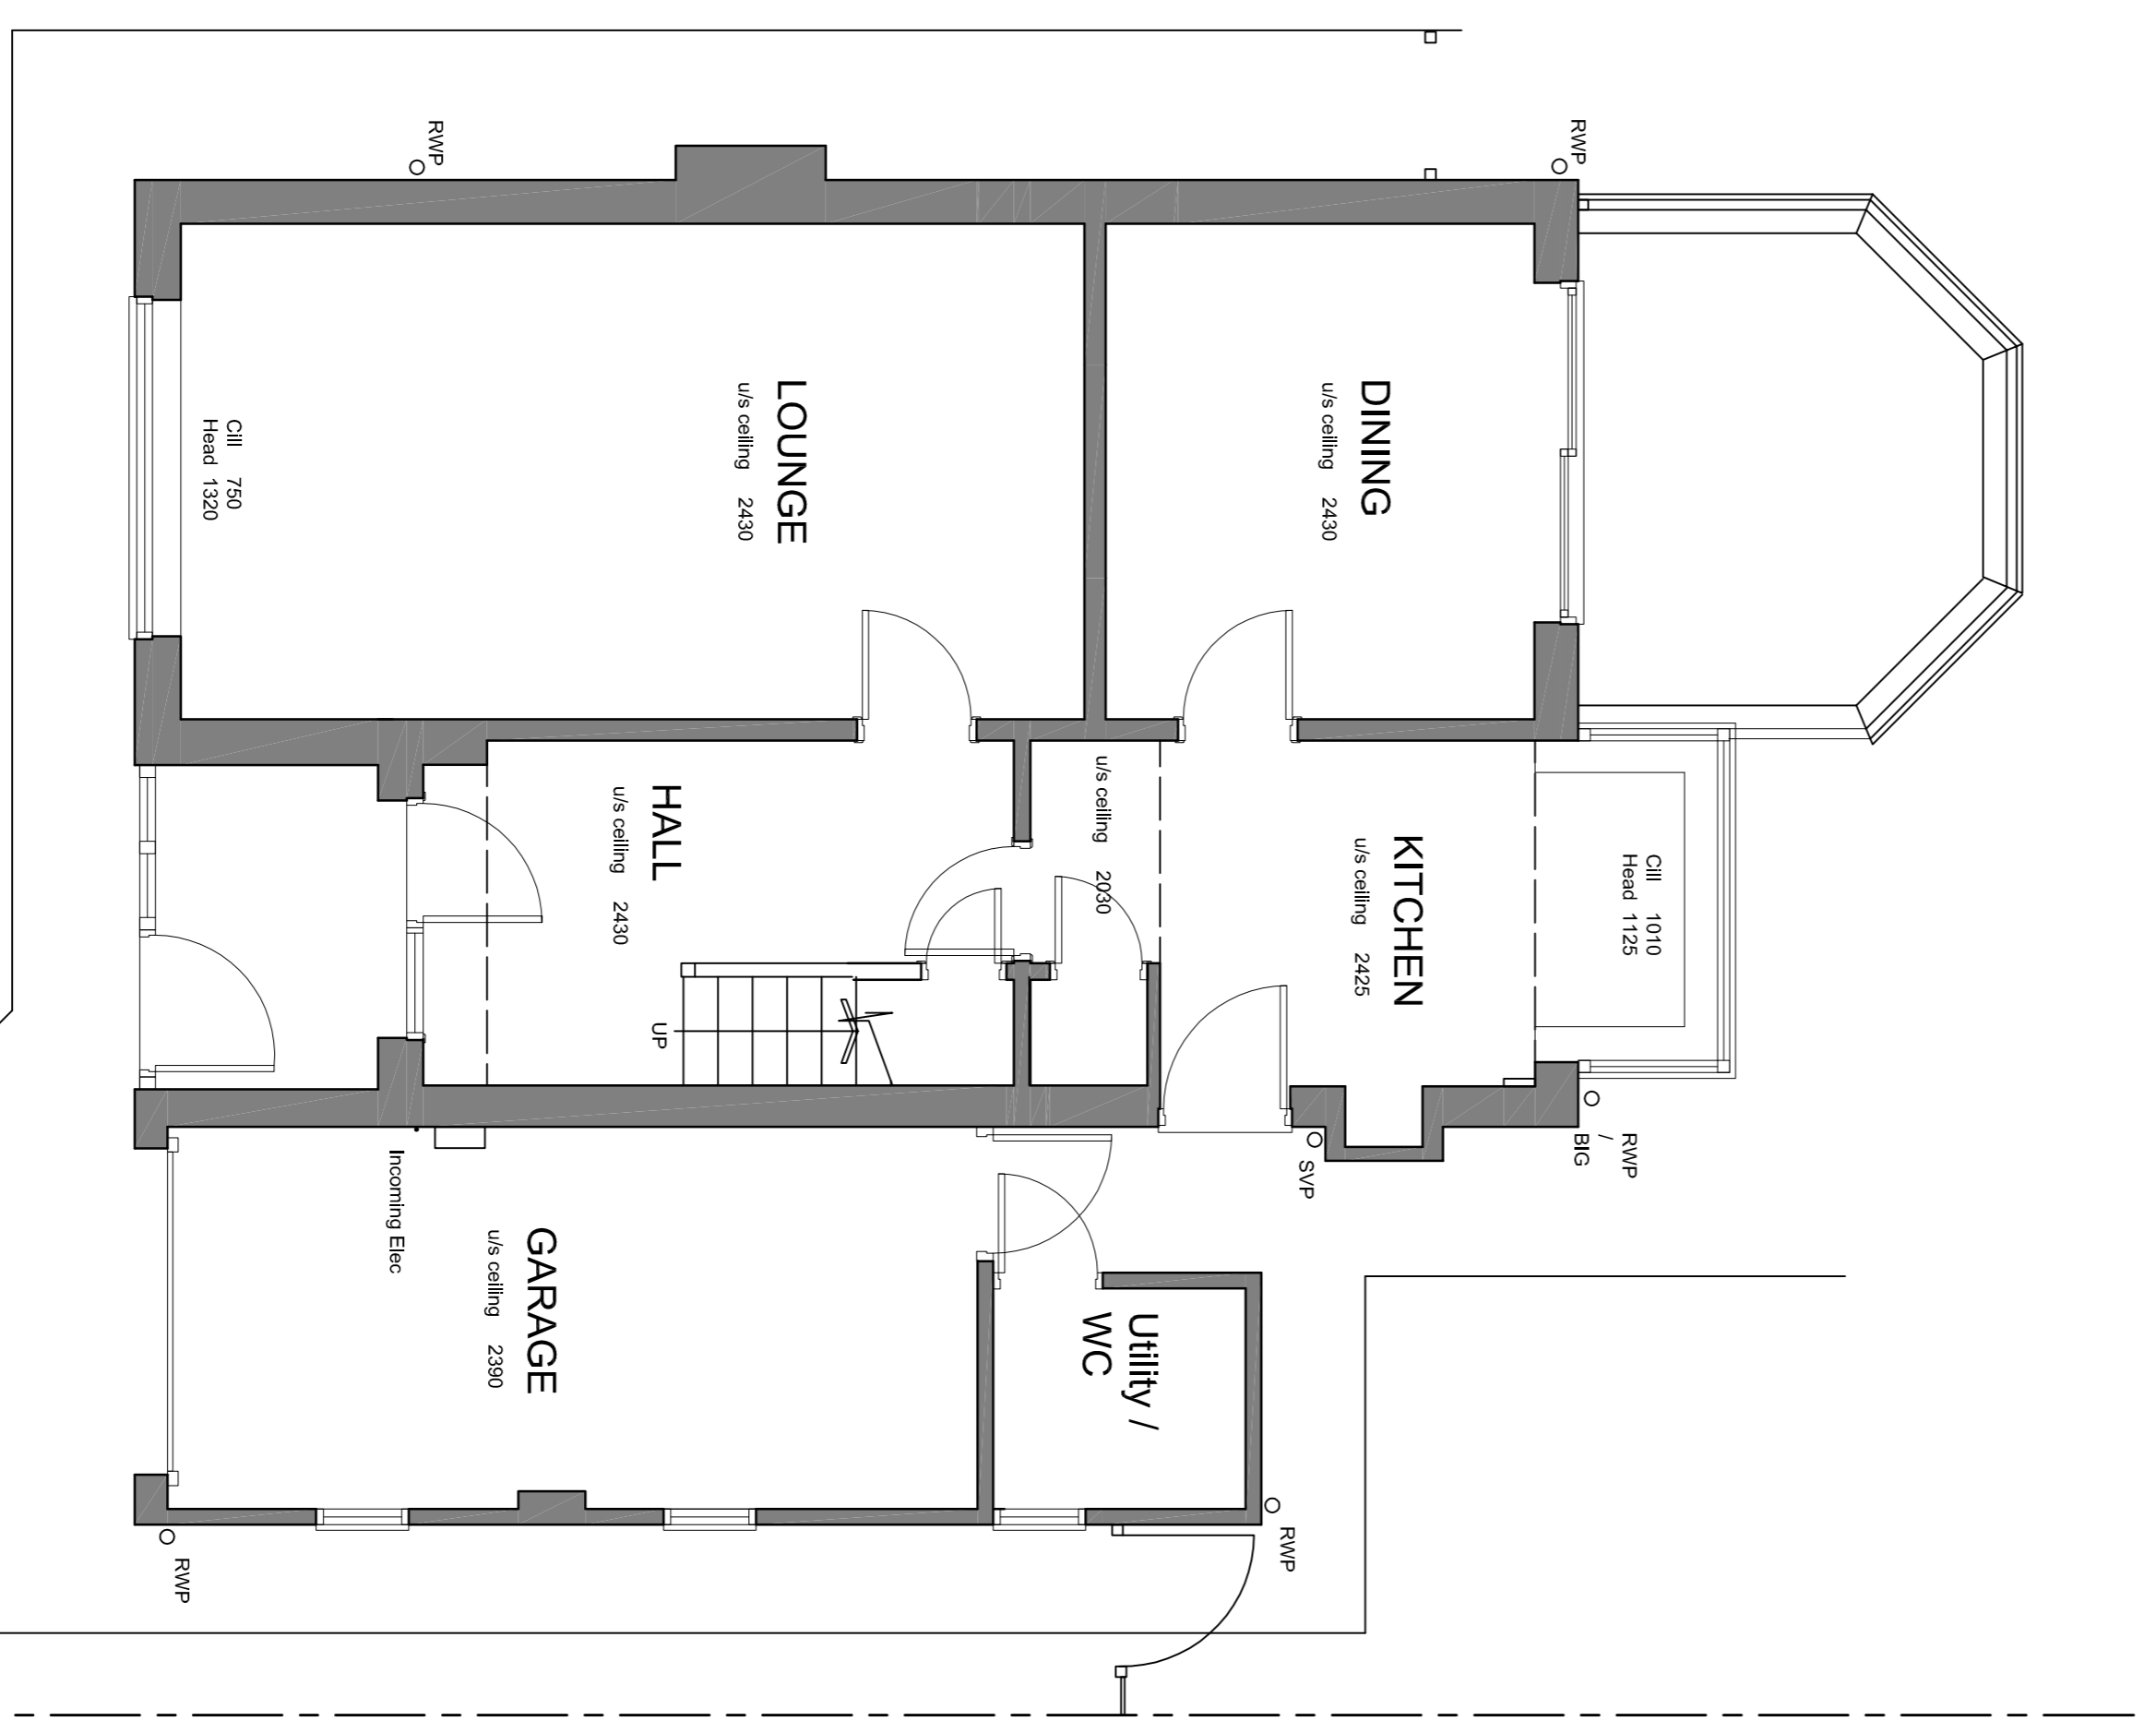 RWP
RWP
LOUNGE
u/s ceiling 2430
Cill 750
Head 1320
DINING
u/s ceiling 2430
HALL
u/s ceiling 2430
UP
u/s ceiling 2030
KITCHEN
u/s ceiling 2425
Cill 1010
Head 1125
RWP
/
BIG
SVP
Incoming Elec
GARAGE
u/s ceiling 2390
Utility /
WC
RWP
RWP